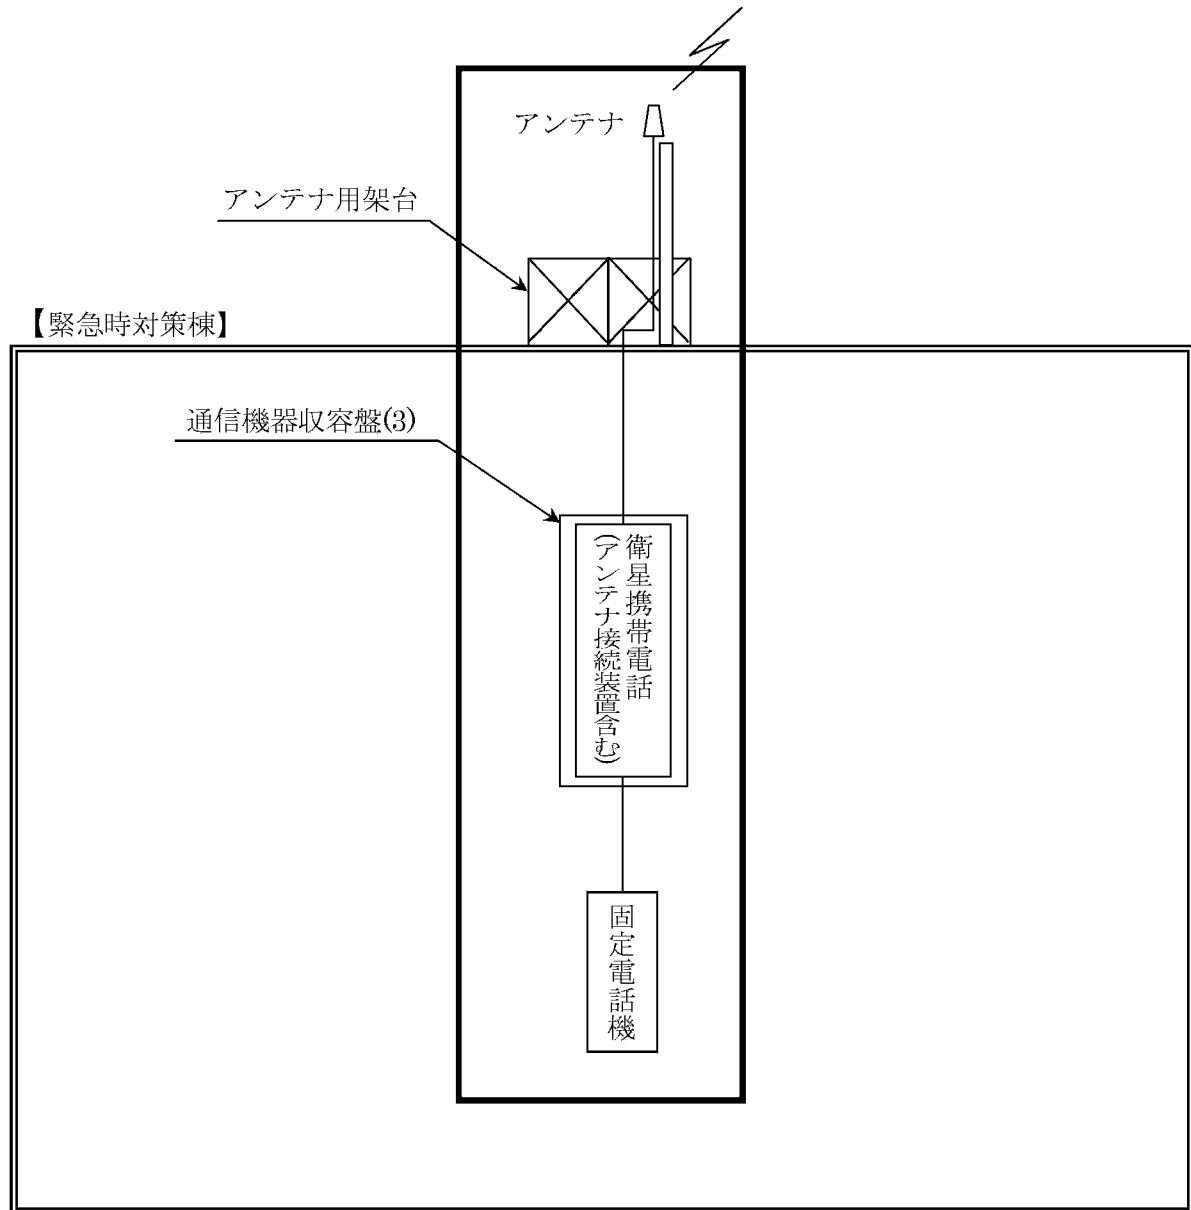 アンテナ
アンテナ用架台
【緊急時対策棟】
通信機器収容盤(3)
衛星携帯電話
(アンテナ接続装置含む)
固定電話機